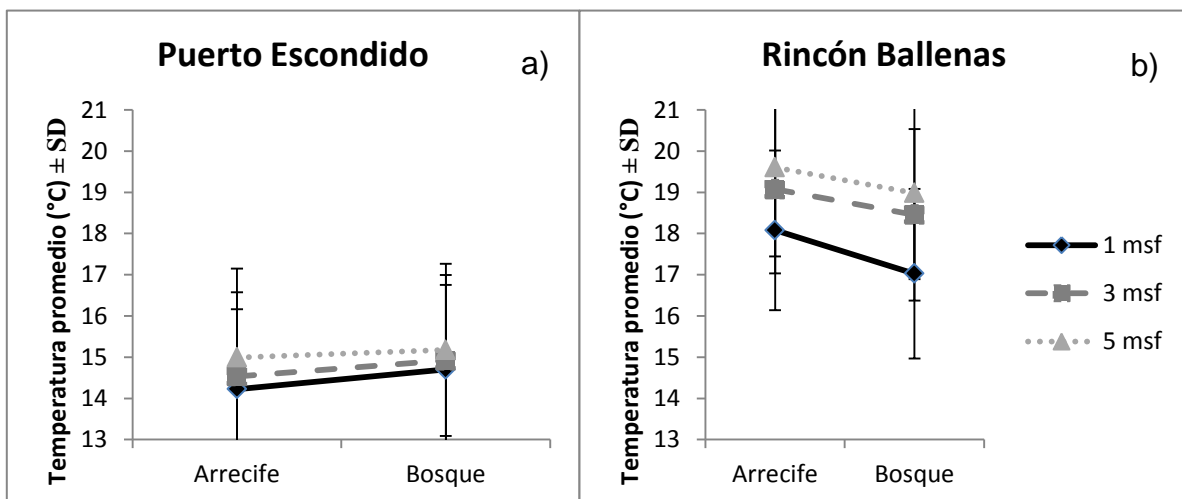 Puerto Escondido
a)
Temperatura promedio (°C) ± SD
21
20
19
18
17
16
15
14
13
Arrecife
Bosque
Rincón Ballenas
b)
Temperatura promedio (°C) ± SD
21
20
19
18
17
16
15
14
13
Arrecife
Bosque
1 msf
3 msf
5 msf